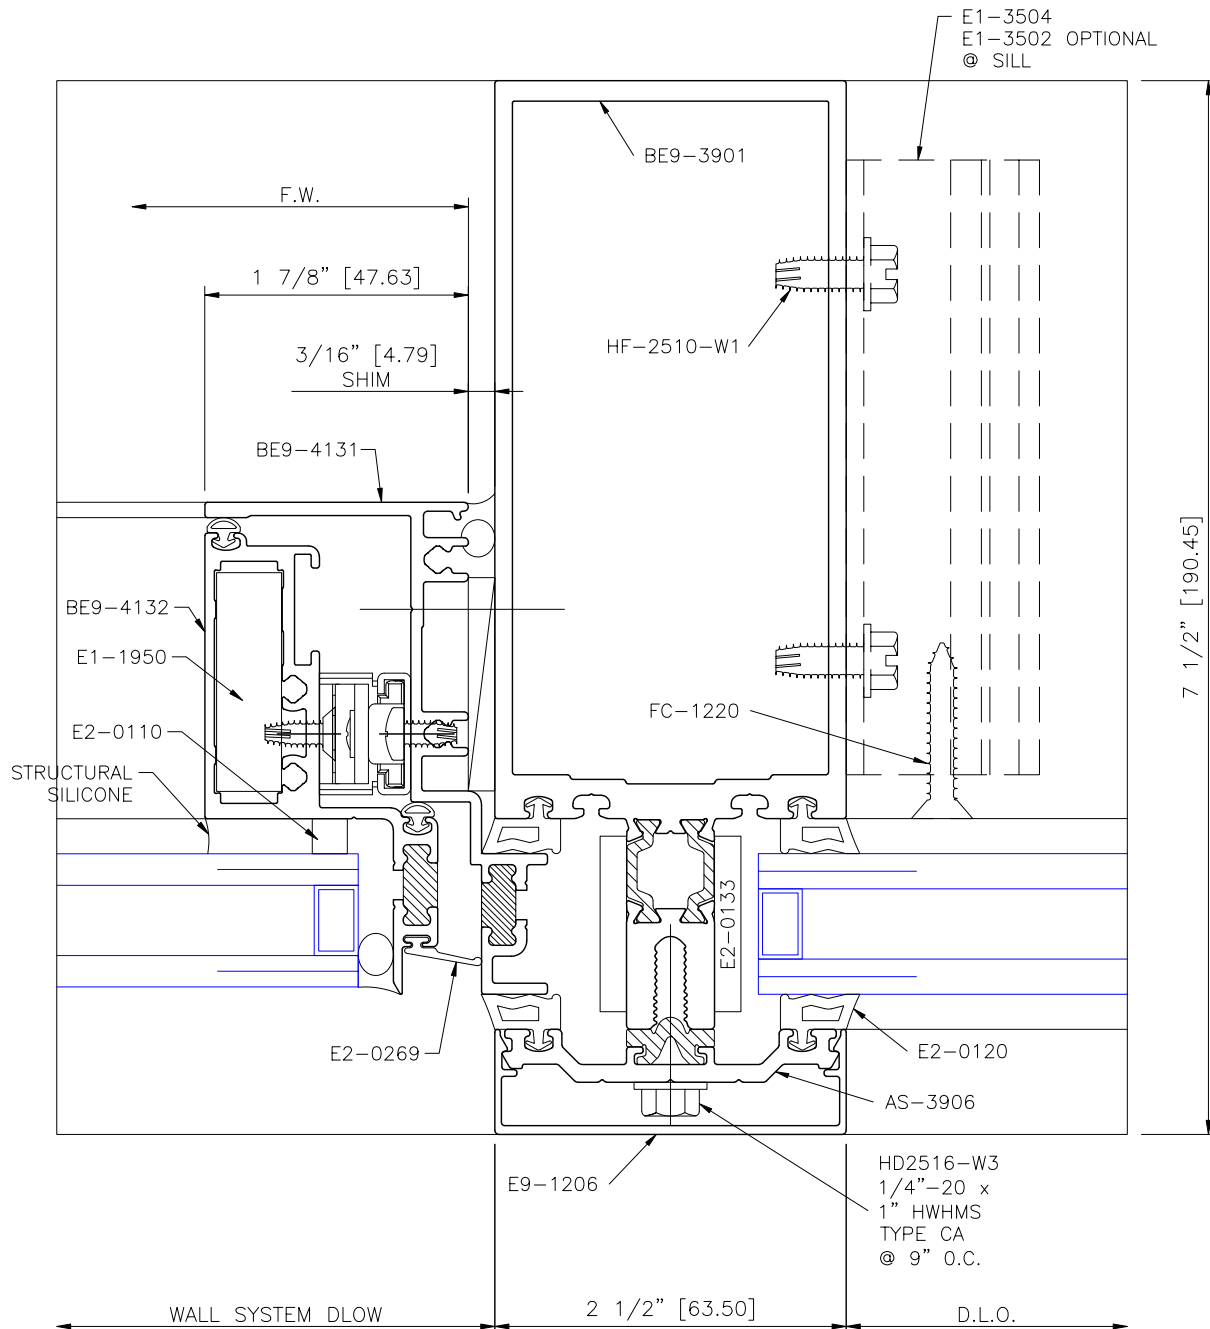 E1-3504
E1-3502 OPTIONAL
@ SILL
BE9-3901
F.W.
1 7/8" [47.63]
3/16" [4.79]
SHIM
HF-2510-W1
BE9-4131
7 1/2" [190.45]
BE9-4132
E1-1950
E2-0110
STRUCTURAL
SILICONE
FC-1220
E2-0133
E2-0269
E2-0120
AS-3906
E9-1206
HD2516-W3
1/4"-20 x
1" HWHMS
TYPE CA
@ 9" O.C.
WALL SYSTEM DLOW
2 1/2" [63.50]
D.L.O.